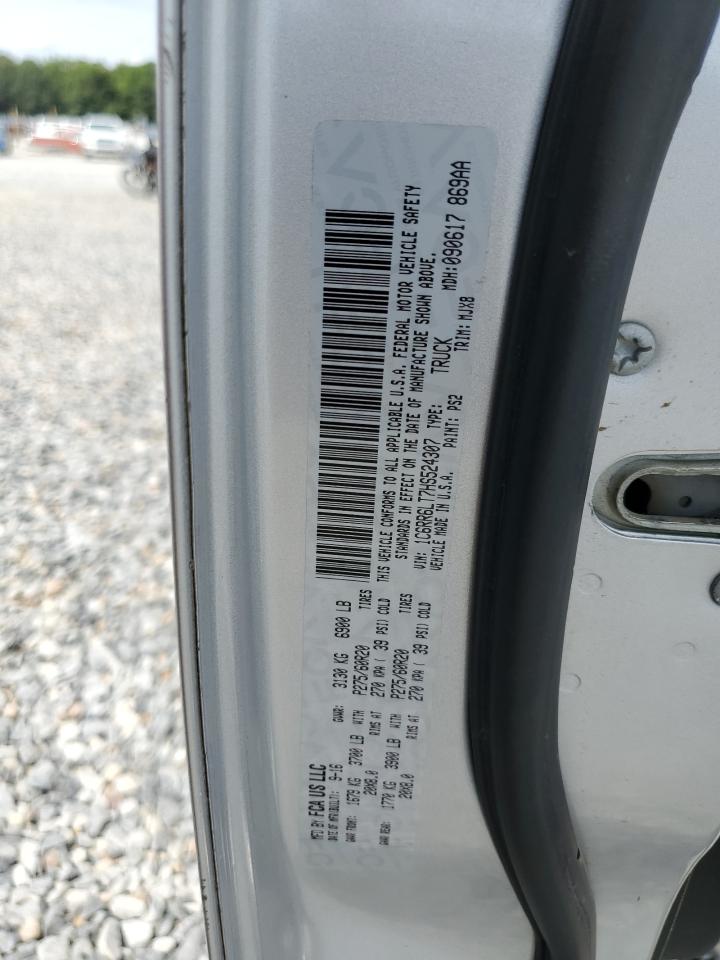 MFD BY FCA US LLC
DATE OF MFR(BUILT): 9-16 GVWR: 3130 KG 6900 LB
GAWR FRONT: 1679 KG 3700 LB WITH P275/60R20 TIRES
20X8.0 RIMS AT 270 KPA ( 39 PSI) COLD
GAWR REAR: 1770 KG 3900 LB WITH P275/60R20 TIRES
20X8.0 RIMS AT 270 KPA ( 39 PSI) COLD
THIS VEHICLE CONFORMS TO ALL APPLICABLE U.S.A. FEDERAL MOTOR VEHICLE SAFETY
STANDARDS IN EFFECT ON THE DATE OF MANUFACTURE SHOWN ABOVE.
VIN: 1C6RR6LT7HS524307 TYPE: TRUCK MDH:090617 869AA
VEHICLE MADE IN U.S.A. PAINT: PS2 TRIM: MJX8